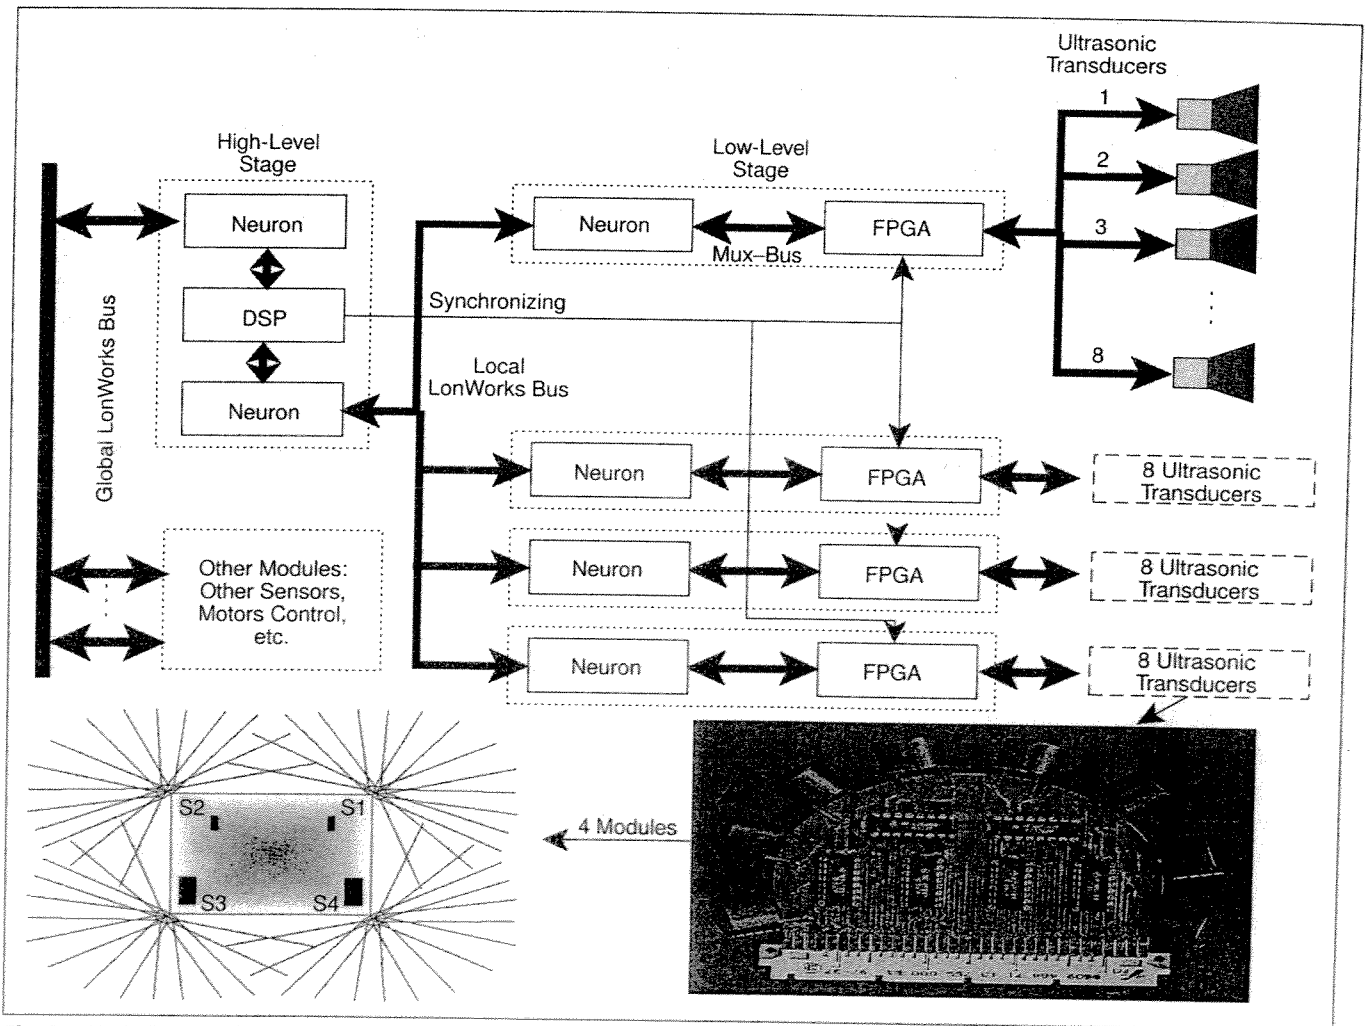 Ultrasonic
Transducers
1
2
3
8
High-Level
Stage
Neuron
DSP
Neuron
Global LonWorks Bus
Low-Level
Stage
Neuron
FPGA
Mux–Bus
Synchronizing
Local
LonWorks Bus
Neuron
FPGA
8 Ultrasonic
Transducers
Neuron
FPGA
8 Ultrasonic
Transducers
Neuron
FPGA
8 Ultrasonic
Transducers
Other Modules:
Other Sensors,
Motors Control,
etc.
S2
S1
S3
S4
4 Modules